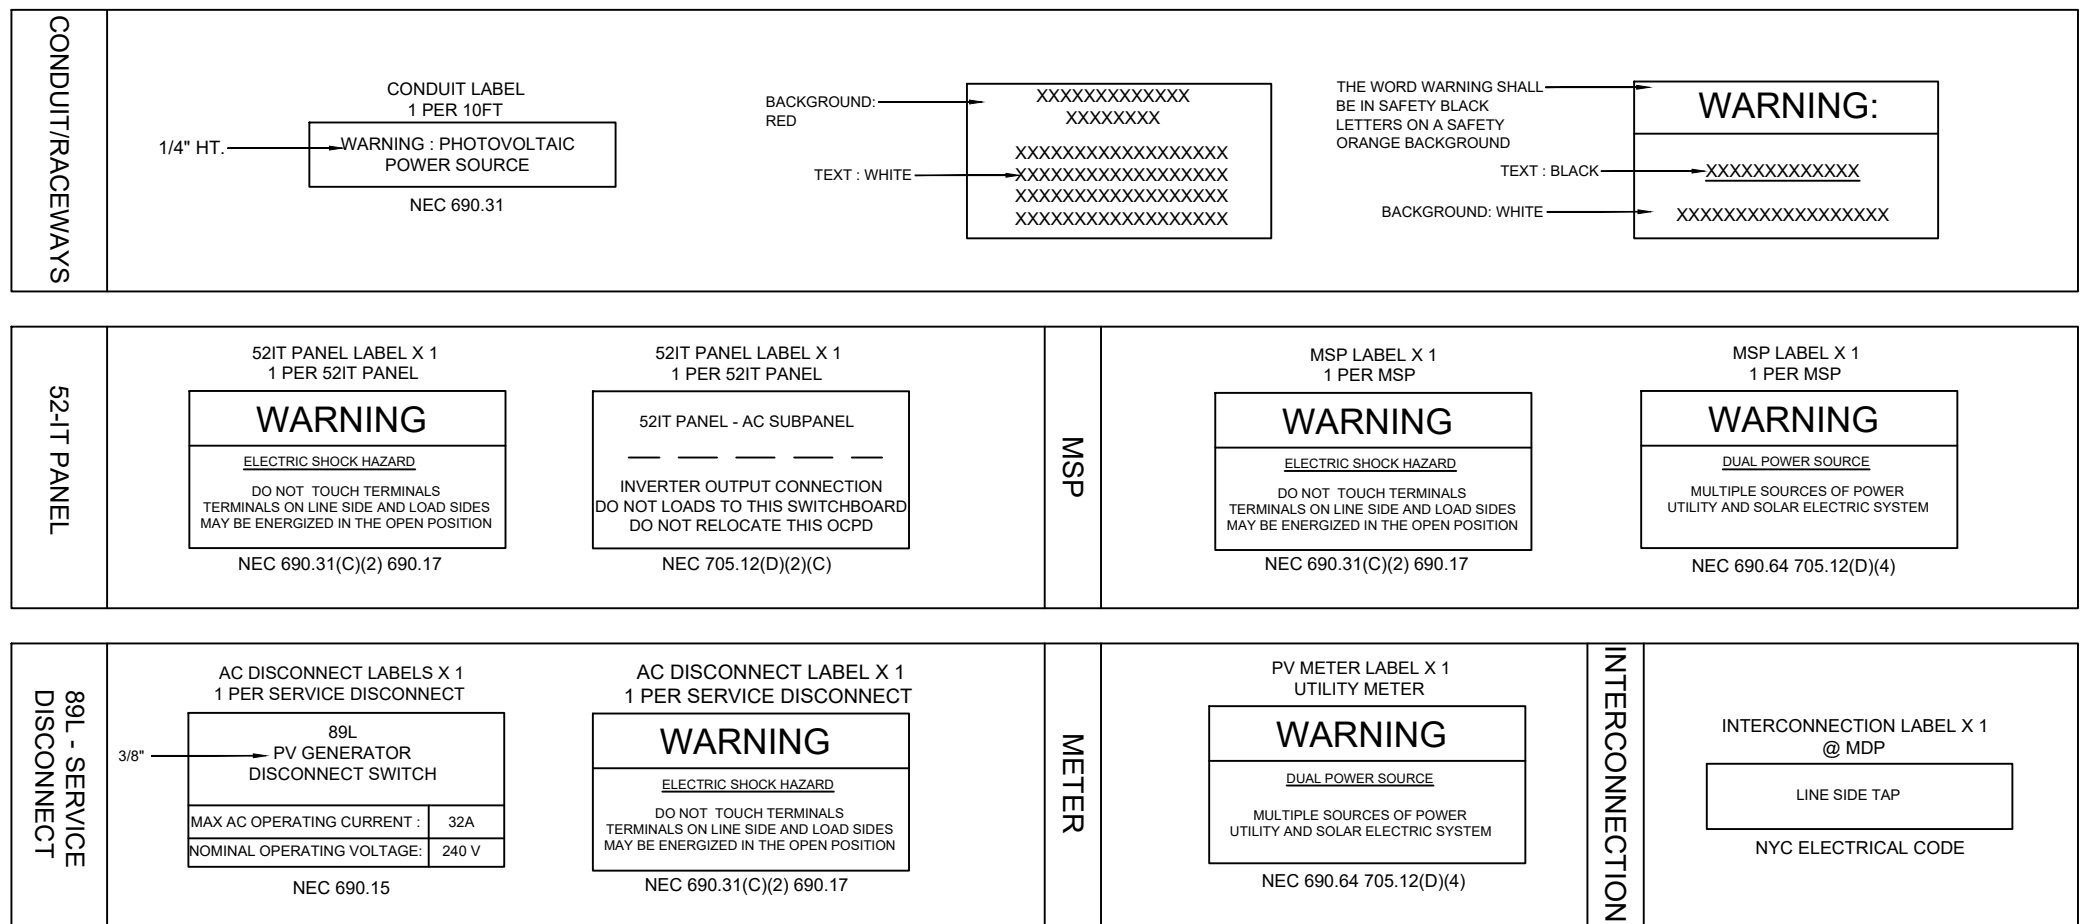 CONDUIT/RACEWAYS
CONDUIT LABEL
1 PER 10FT
1/4" HT.
WARNING : PHOTOVOLTAIC
POWER SOURCE
NEC 690.31
BACKGROUND:
RED
TEXT : WHITE
XXXXXXXXXXXXX
XXXXXXXX
XXXXXXXXXXXXXXXXXX
XXXXXXXXXXXXXXXXXX
XXXXXXXXXXXXXXXXXX
XXXXXXXXXXXXXXXXXX
THE WORD WARNING SHALL
BE IN SAFETY BLACK
LETTERS ON A SAFETY
ORANGE BACKGROUND
TEXT : BLACK
BACKGROUND: WHITE
WARNING:
XXXXXXXXXXXXX
XXXXXXXXXXXXXXXXXX
52-IT PANEL
52IT PANEL LABEL X 1
1 PER 52IT PANEL
WARNING
ELECTRIC SHOCK HAZARD
DO NOT TOUCH TERMINALS
TERMINALS ON LINE SIDE AND LOAD SIDES
MAY BE ENERGIZED IN THE OPEN POSITION
NEC 690.31(C)(2) 690.17
52IT PANEL LABEL X 1
1 PER 52IT PANEL
52IT PANEL - AC SUBPANEL
INVERTER OUTPUT CONNECTION
DO NOT LOADS TO THIS SWITCHBOARD
DO NOT RELOCATE THIS OCPD
NEC 705.12(D)(2)(C)
MSP
MSP LABEL X 1
1 PER MSP
WARNING
ELECTRIC SHOCK HAZARD
DO NOT TOUCH TERMINALS
TERMINALS ON LINE SIDE AND LOAD SIDES
MAY BE ENERGIZED IN THE OPEN POSITION
NEC 690.31(C)(2) 690.17
MSP LABEL X 1
1 PER MSP
WARNING
DUAL POWER SOURCE
MULTIPLE SOURCES OF POWER
UTILITY AND SOLAR ELECTRIC SYSTEM
NEC 690.64 705.12(D)(4)
89L - SERVICE
DISCONNECT
AC DISCONNECT LABELS X 1
1 PER SERVICE DISCONNECT
3/8"
89L
PV GENERATOR
DISCONNECT SWITCH
MAX AC OPERATING CURRENT : 32A
NOMINAL OPERATING VOLTAGE: 240 V
NEC 690.15
AC DISCONNECT LABEL X 1
1 PER SERVICE DISCONNECT
WARNING
ELECTRIC SHOCK HAZARD
DO NOT TOUCH TERMINALS
TERMINALS ON LINE SIDE AND LOAD SIDES
MAY BE ENERGIZED IN THE OPEN POSITION
NEC 690.31(C)(2) 690.17
METER
PV METER LABEL X 1
UTILITY METER
WARNING
DUAL POWER SOURCE
MULTIPLE SOURCES OF POWER
UTILITY AND SOLAR ELECTRIC SYSTEM
NEC 690.64 705.12(D)(4)
INTERCONNECTION
INTERCONNECTION LABEL X 1
@ MDP
LINE SIDE TAP
NYC ELECTRICAL CODE